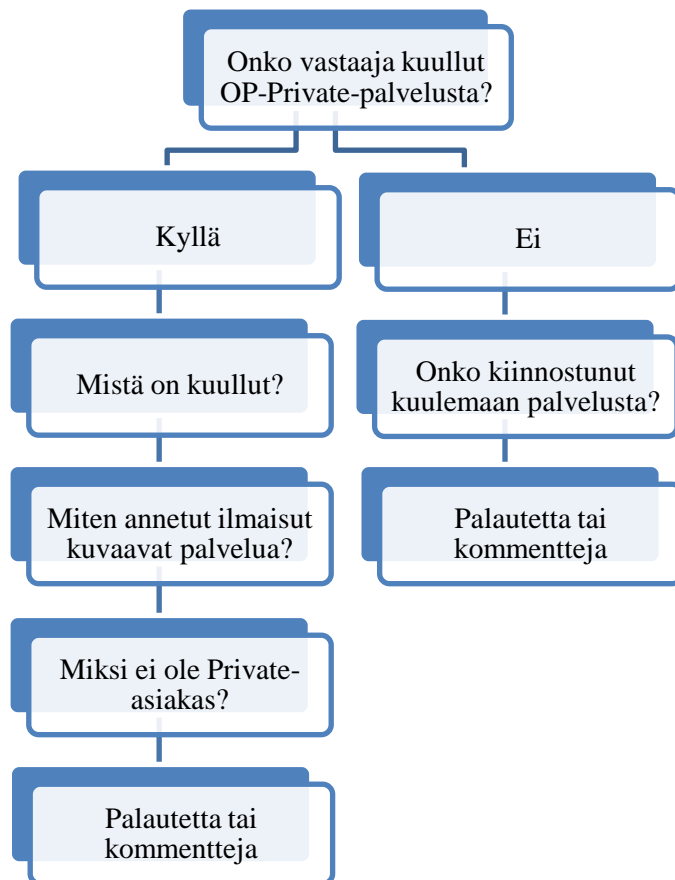 Onko vastaaja kuullut
OP-Private-palvelusta?
Kyllä
Ei
Mistä on kuullut?
Onko kiinnostunut
kuulemaan palvelusta?
Miten annetut ilmaisut
kuvaavat palvelua?
Palautetta tai
kommentteja
Miksi ei ole Private-
asiakas?
Palautetta tai
kommentteja